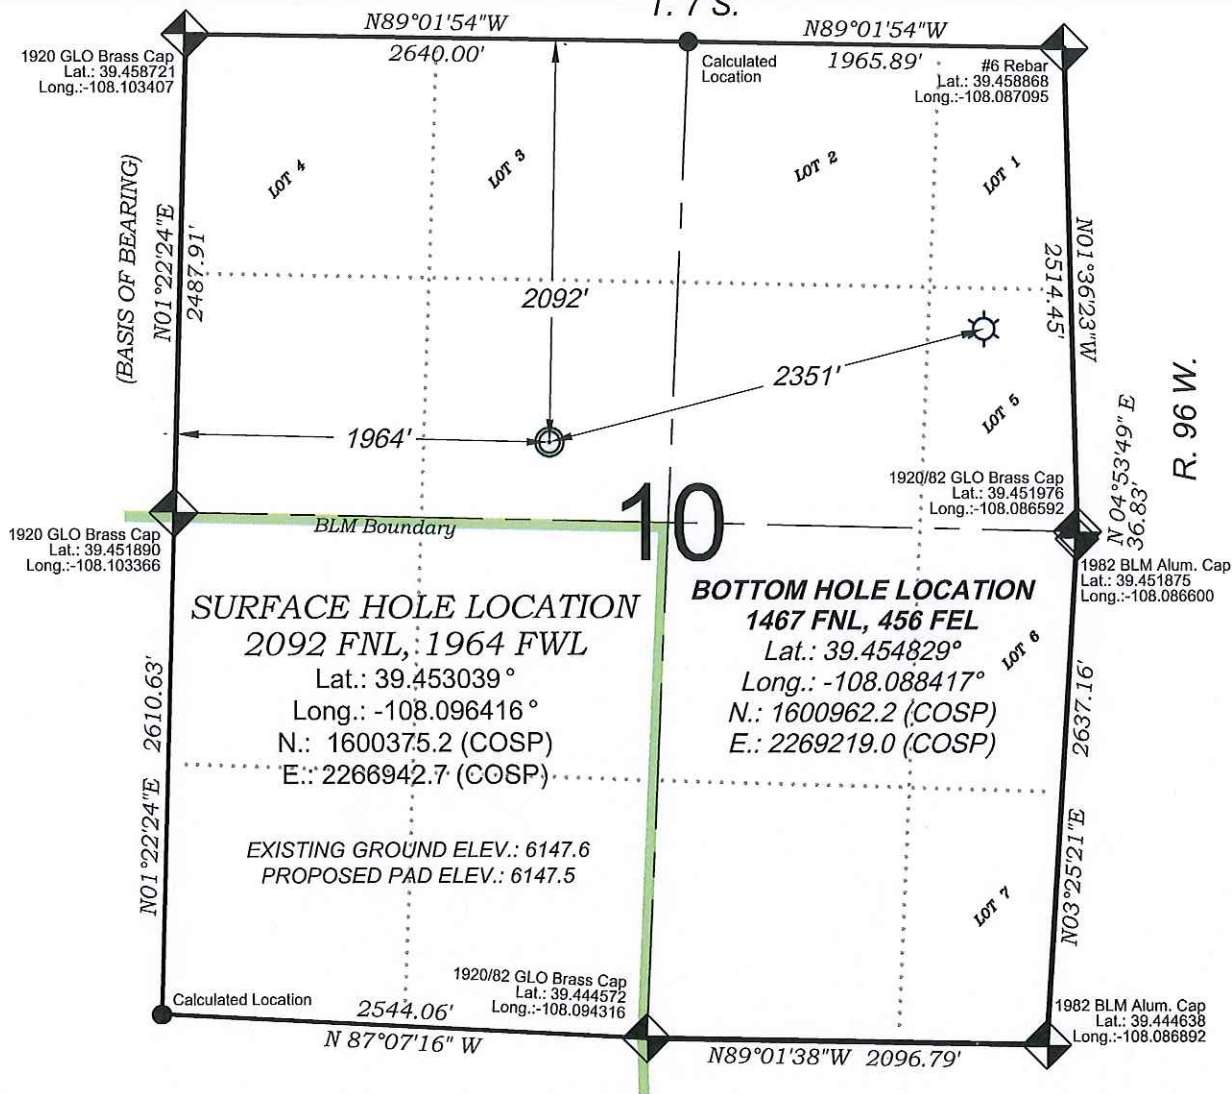 T. 7 S.
N89°01'54"W
2640.00'
N89°01'54"W
1965.89'
1920 GLO Brass Cap
Lat.: 39.458721
Long.:-108.103407
Calculated
Location
#6 Rebar
Lat.: 39.458868
Long.:-108.087095
LOT 4
LOT 3
LOT 2
LOT 1
(BASIS OF BEARING)
N01°22'24"E
2487.91'
2092'
2514.45'
N01°36'23"W
2351'
1964'
LOT 5
R. 96 W.
N 04°53'49" E
36.83'
1920/82 GLO Brass Cap
Lat.: 39.451976
Long.:-108.086592
10
BLM Boundary
1920 GLO Brass Cap
Lat.: 39.451890
Long.:-108.103366
1982 BLM Alum. Cap
Lat.: 39.451875
Long.:-108.086600
SURFACE HOLE LOCATION
2092 FNL, 1964 FWL
Lat.: 39.453039°
Long.: -108.096416°
N.: 1600375.2 (COSP)
E.: 2266942.7 (COSP)
BOTTOM HOLE LOCATION
1467 FNL, 456 FEL
Lat.: 39.454829°
Long.: -108.088417°
N.: 1600962.2 (COSP)
E.: 2269219.0 (COSP)
LOT 6
N01°22'24"E 2610.63'
N03°25'21"E 2637.16'
EXISTING GROUND ELEV.: 6147.6
PROPOSED PAD ELEV.: 6147.5
LOT 7
1920/82 GLO Brass Cap
Lat.: 39.444572
Long.:-108.094316
Calculated Location
2544.06'
N 87°07'16" W
N89°01'38"W 2096.79'
1982 BLM Alum. Cap
Lat.: 39.444638
Long.:-108.086892